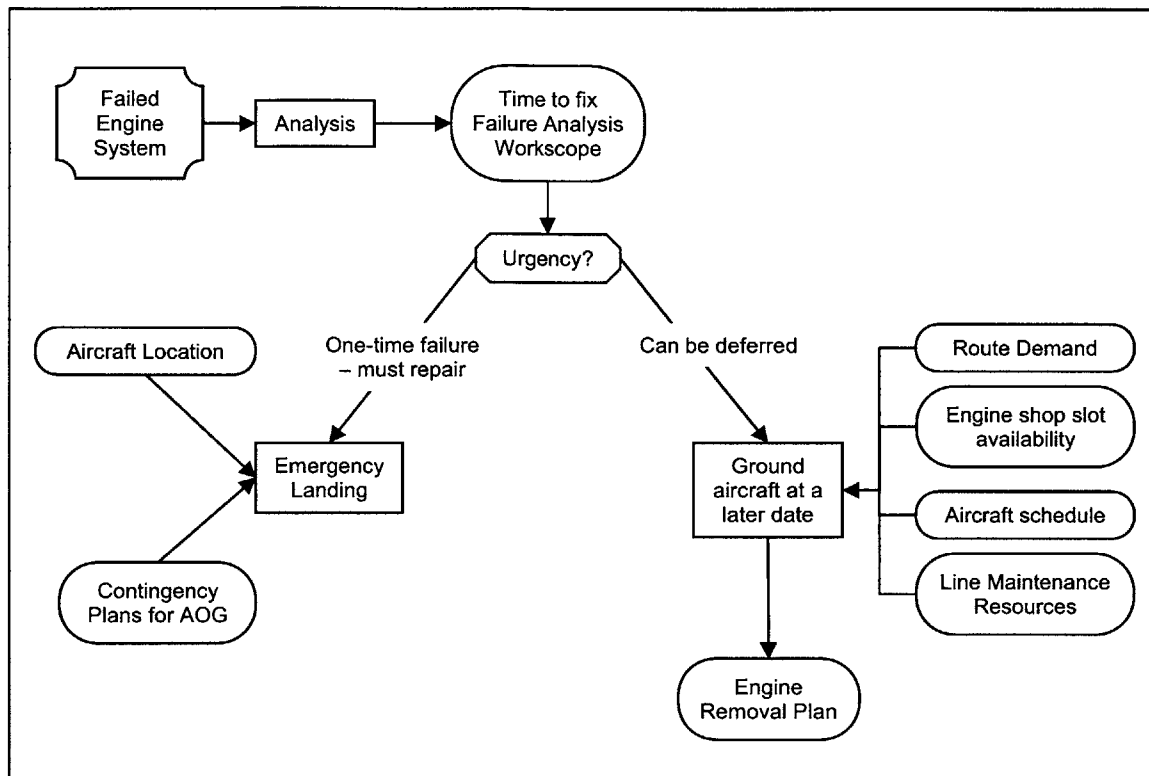 Failed
Engine
System
Analysis
Time to fix
Failure Analysis
Workscope
Urgency?
One-time failure
– must repair
Can be deferred
Aircraft Location
Emergency
Landing
Contingency
Plans for AOG
Ground
aircraft at a
later date
Route Demand
Engine shop slot
availability
Aircraft schedule
Line Maintenance
Resources
Engine
Removal Plan